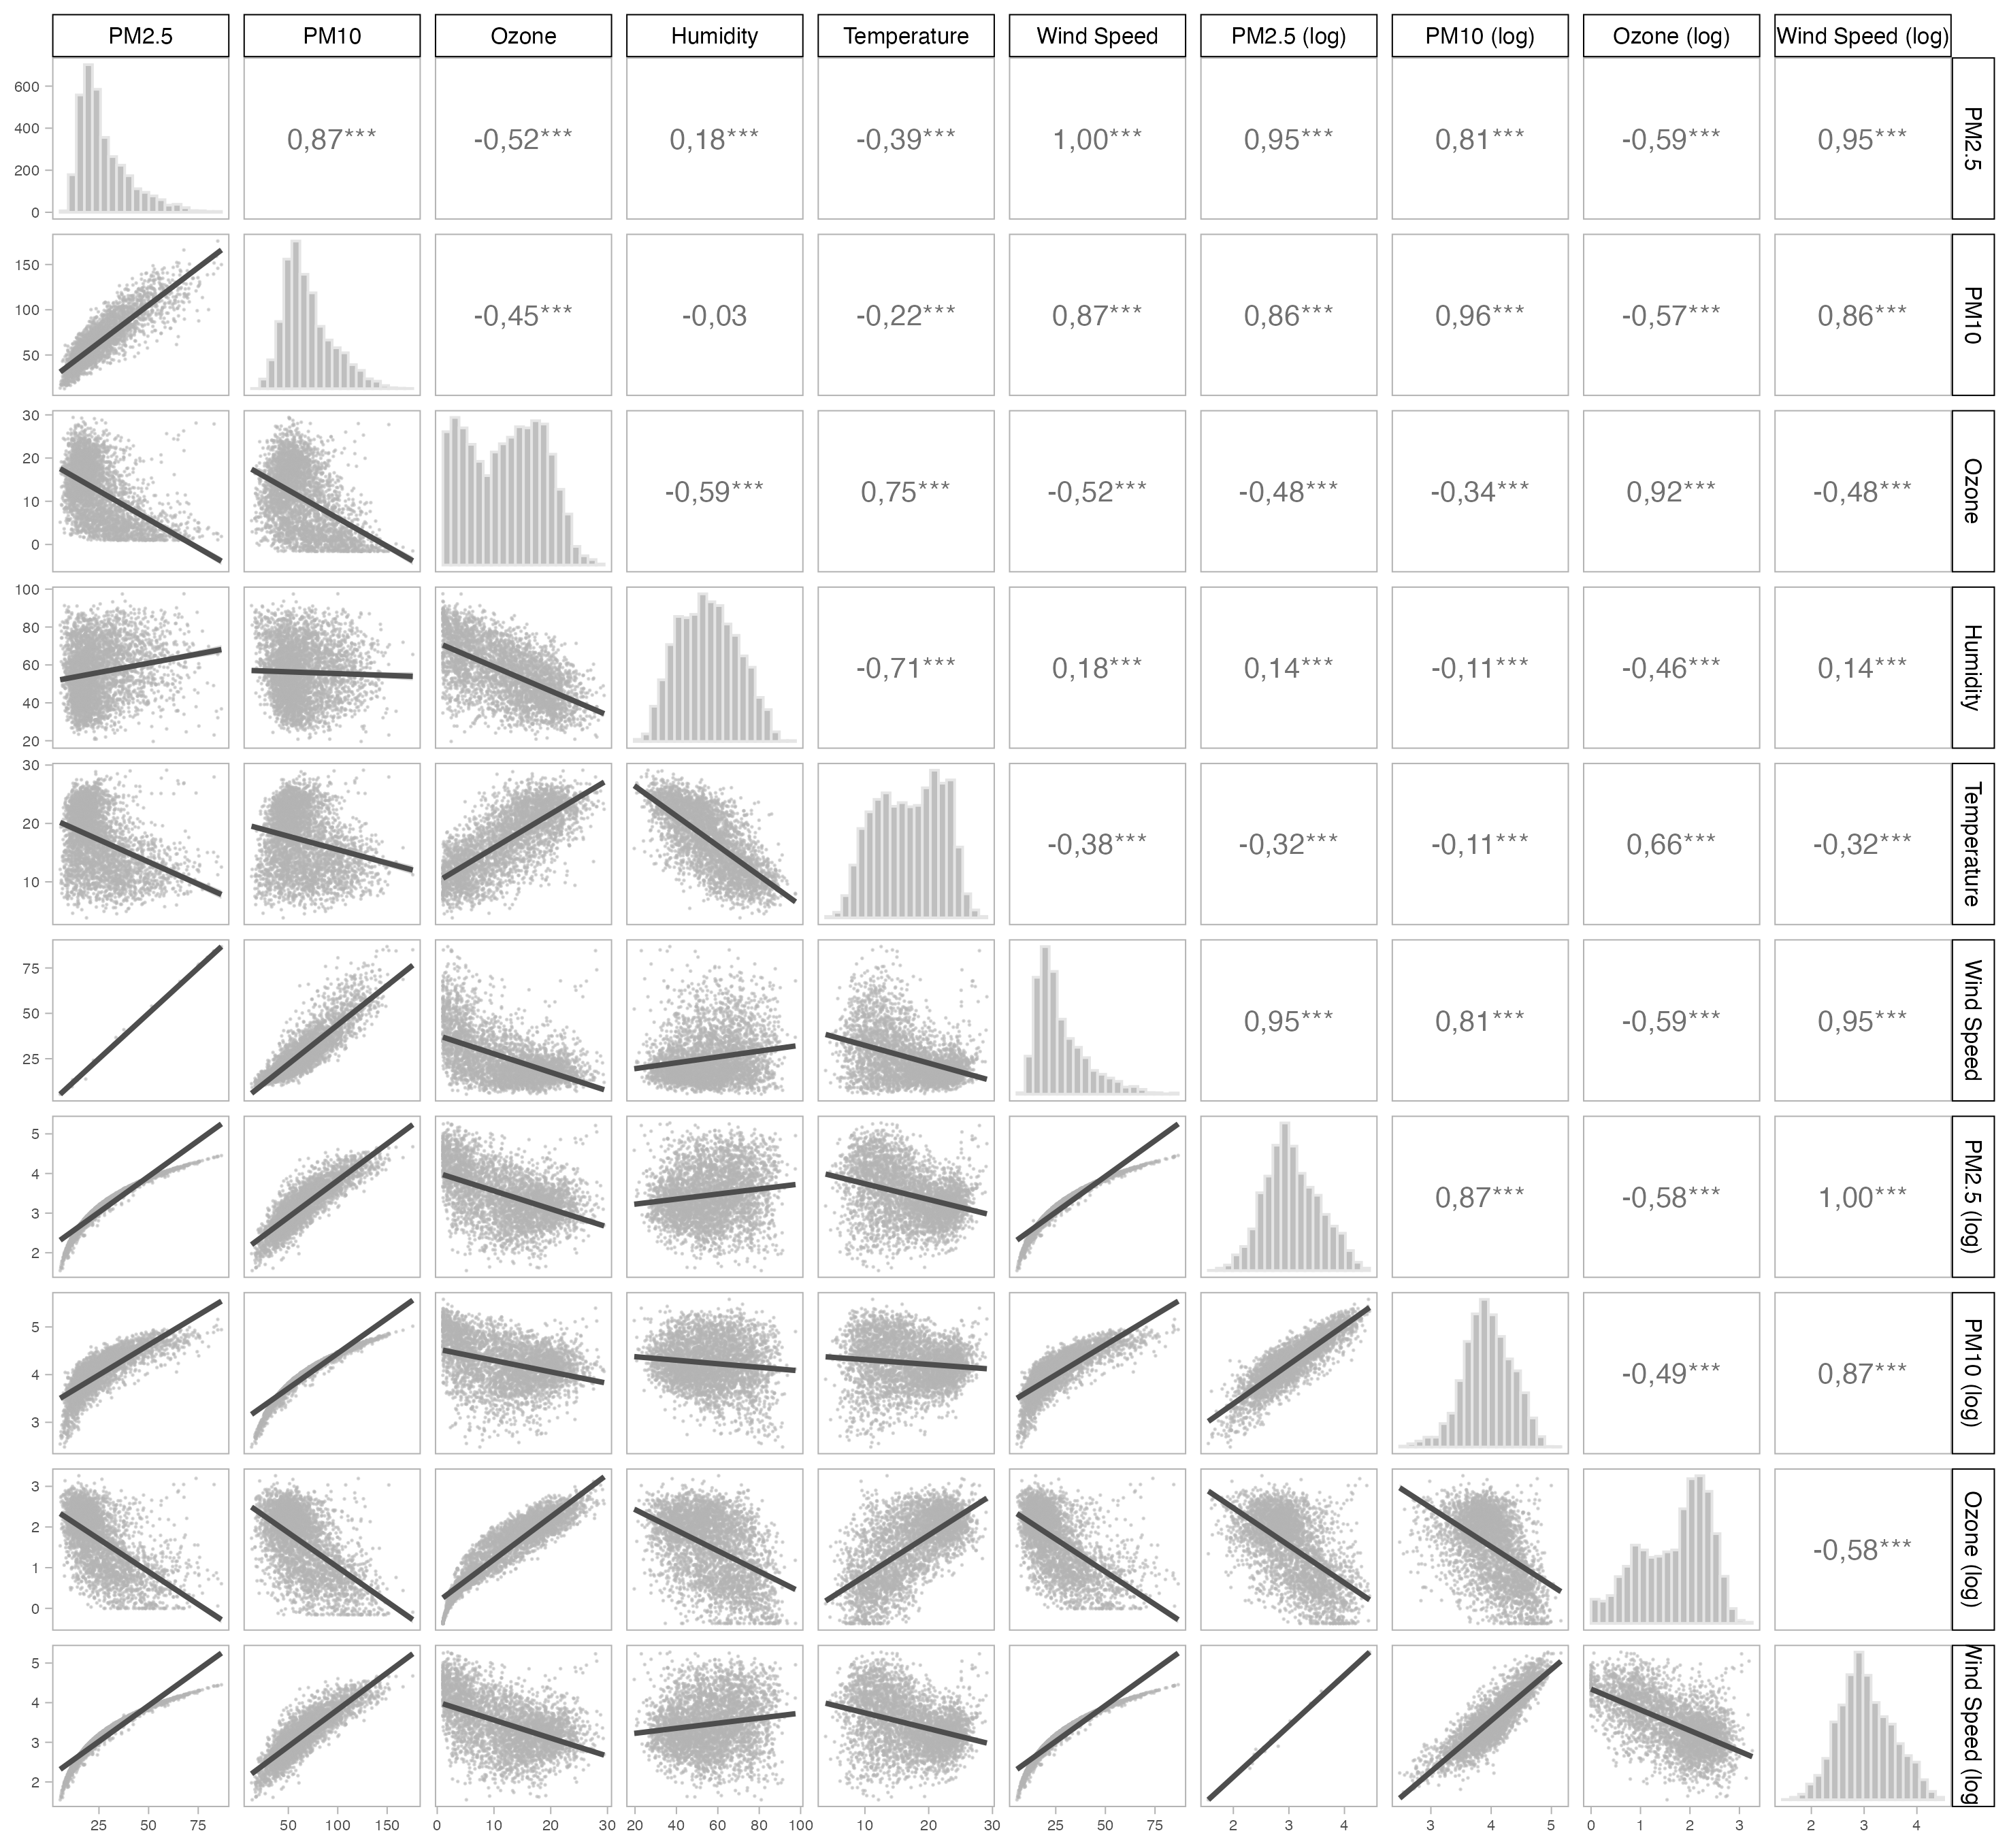 PM2.5 PM10 Ozone Humidity Temperature Wind Speed PM2.5 (log) PM10 (log) Ozone (log) Wind Speed (log)
600
400
200
0
0,87*** -0,52*** 0,18*** -0,39*** 1,00*** 0,95*** 0,81*** -0,59*** 0,95***
PM2.5
150
100
50
-0,45*** -0,03 -0,22*** 0,87*** 0,86*** 0,96*** -0,57*** 0,86***
PM10
30
20
10
0
-0,59*** 0,75*** -0,52*** -0,48*** -0,34*** 0,92*** -0,48***
Ozone
100
80
60
40
20
-0,71*** 0,18*** 0,14*** -0,11*** -0,46*** 0,14***
Humidity
30
20
10
-0,38*** -0,32*** -0,11*** 0,66*** -0,32***
Temperature
75
50
25
0,95*** 0,81*** -0,59*** 0,95***
Wind Speed
5
4
3
2
0,87*** -0,58*** 1,00***
PM2.5 (log)
5
4
3
-0,49*** 0,87***
PM10 (log)
3
2
1
0
-0,58***
Ozone (log)
5
4
3
2
Wind Speed (log
25 50 75 50 100 150 0 10 20 30 20 40 60 80 100 10 20 30 25 50 75 2 3 4 3 4 5 0 1 2 3 2 3 4